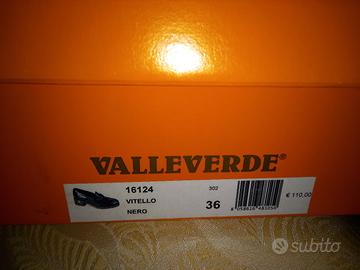 VALLEVERDE®
16124 302
VITELLO 36 € 110,00
NERO
subito